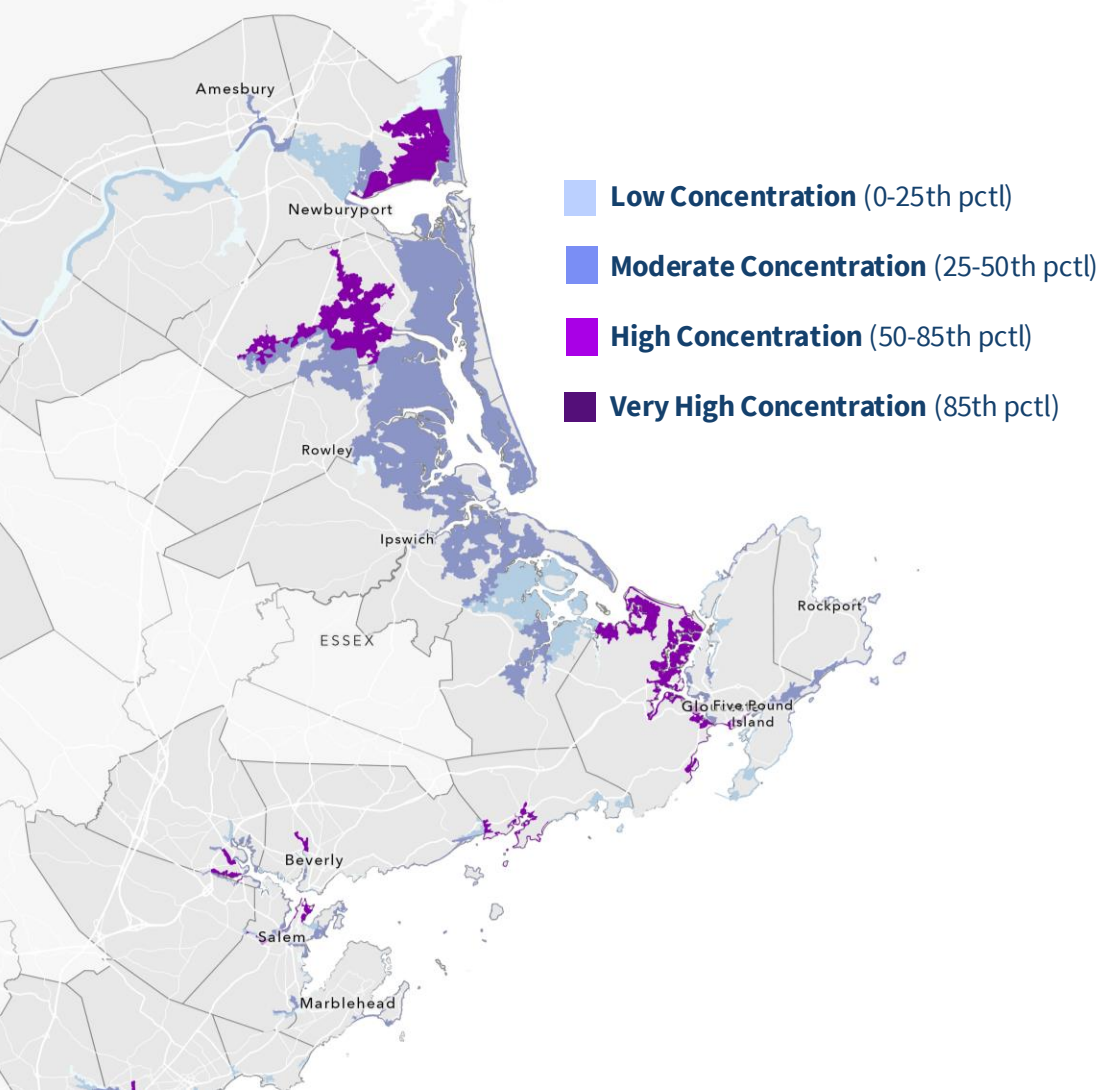 Amesbury
Newburyport
Low Concentration (0-25th pctl)
Moderate Concentration (25-50th pctl)
High Concentration (50-85th pctl)
Very High Concentration (85th pctl)
Rowley
Ipswich
Rockport
ESSEX
Five Pound
Island
Beverly
Salem
Marblehead